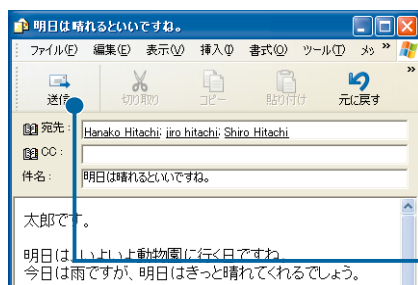 明日は晴れるといいですね。
ファイル(F) 編集(E) 表示(V) 挿入(I) 書式(O) ツール(T) メッ »
送信 切り取り コピー 貼り付け 元に戻す »
宛先: Hanako Hitachi; jiro hitachi; Shiro Hitachi
CC:
件名: 明日は晴れるといいですね。
太郎です。
明日は、いよいよ動物園に行く日ですね。
今日は雨ですが、明日はきっと晴れてくれるでしょう。